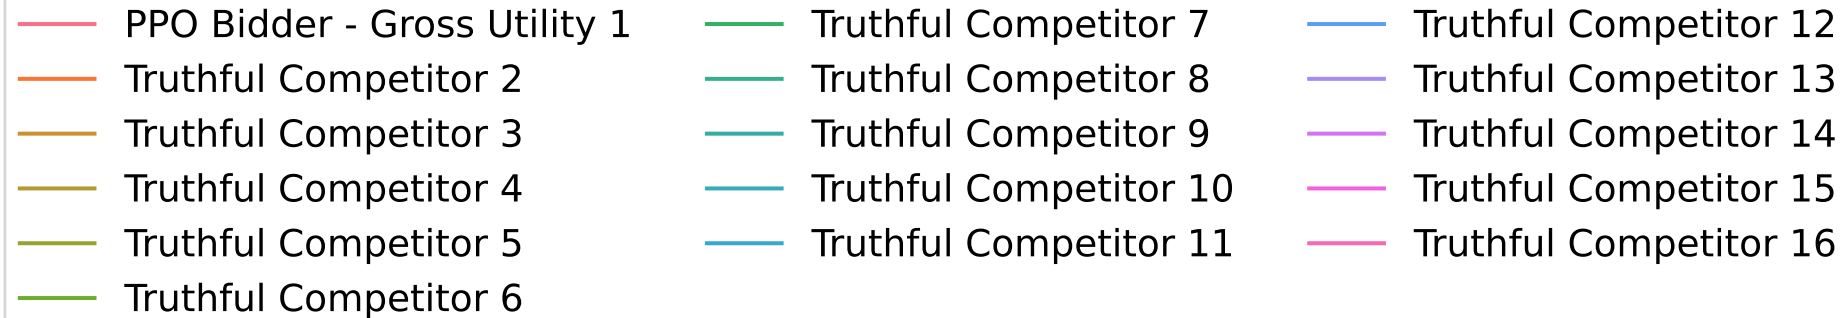 PPO Bidder - Gross Utility 1
Truthful Competitor 2
Truthful Competitor 3
Truthful Competitor 4
Truthful Competitor 5
Truthful Competitor 6
Truthful Competitor 7
Truthful Competitor 8
Truthful Competitor 9
Truthful Competitor 10
Truthful Competitor 11
Truthful Competitor 12
Truthful Competitor 13
Truthful Competitor 14
Truthful Competitor 15
Truthful Competitor 16